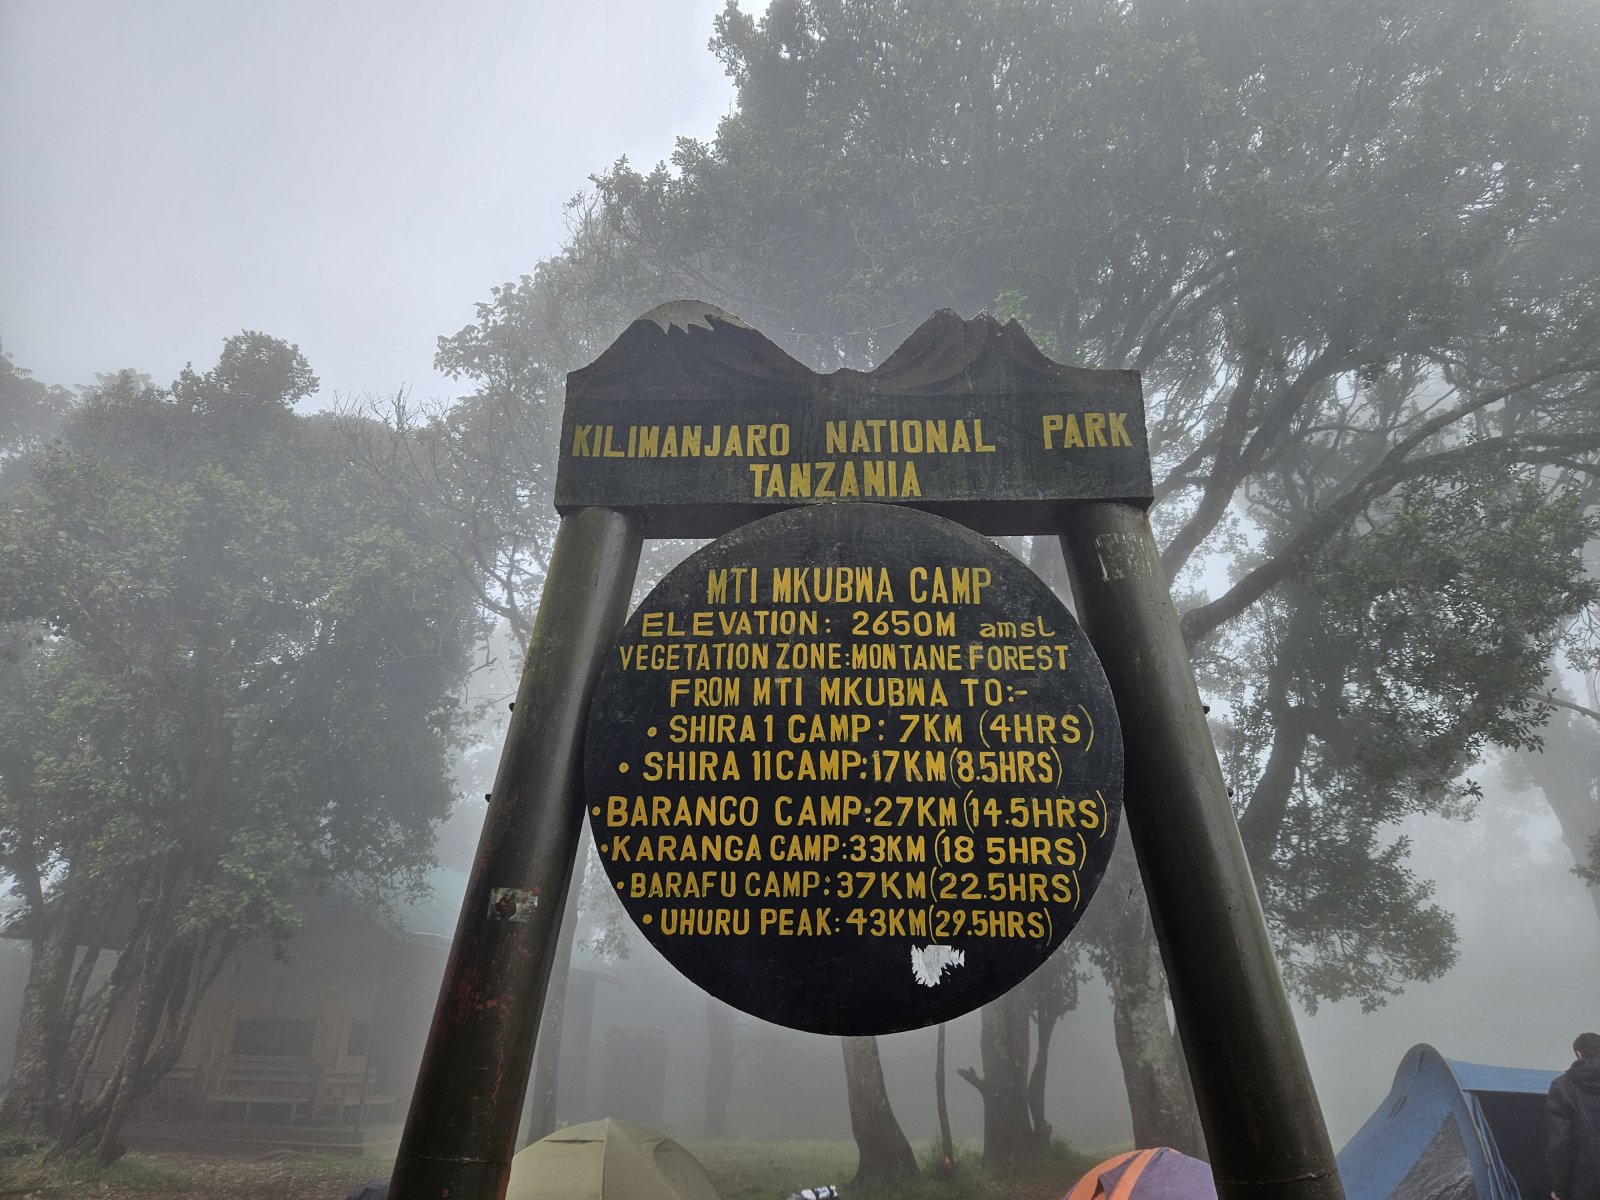 KILIMANJARO NATIONAL PARK
TANZANIA
MTI MKUBWA CAMP
ELEVATION: 2650M amsl
VEGETATION ZONE:MONTANE FOREST
FROM MTI MKUBWA TO:-
• SHIRA 1 CAMP: 7KM (4HRS)
• SHIRA 11 CAMP:17KM(8.5HRS)
• BARANCO CAMP:27KM(14.5HRS)
• KARANGA CAMP:33KM(18 5HRS)
• BARAFU CAMP:37KM(22.5HRS)
• UHURU PEAK:43KM(29.5HRS)